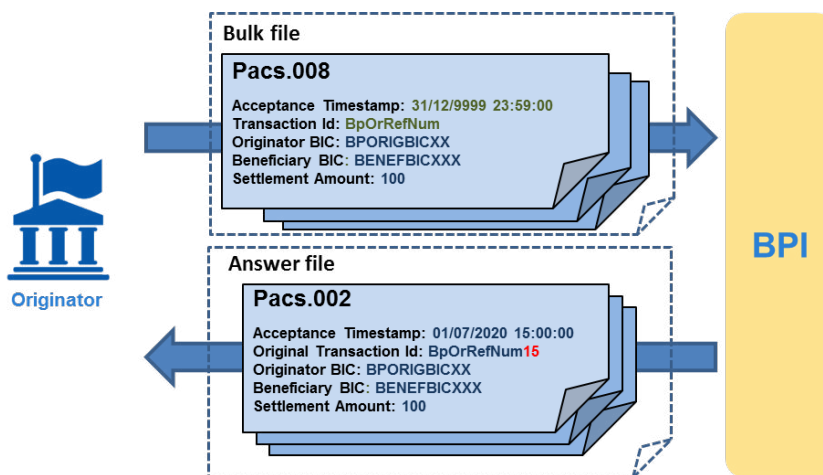 Bulk file
Pacs.008
Acceptance Timestamp: 31/12/9999 23:59:00
Transaction Id: BpOrRefNum
Originator BIC: BPORIGBICXX
Beneficiary BIC: BENEFBICXXX
Settlement Amount: 100
Originator
BPI
Answer file
Pacs.002
Acceptance Timestamp: 01/07/2020 15:00:00
Original Transaction Id: BpOrRefNum15
Originator BIC: BPORIGBICXX
Beneficiary BIC: BENEFBICXXX
Settlement Amount: 100